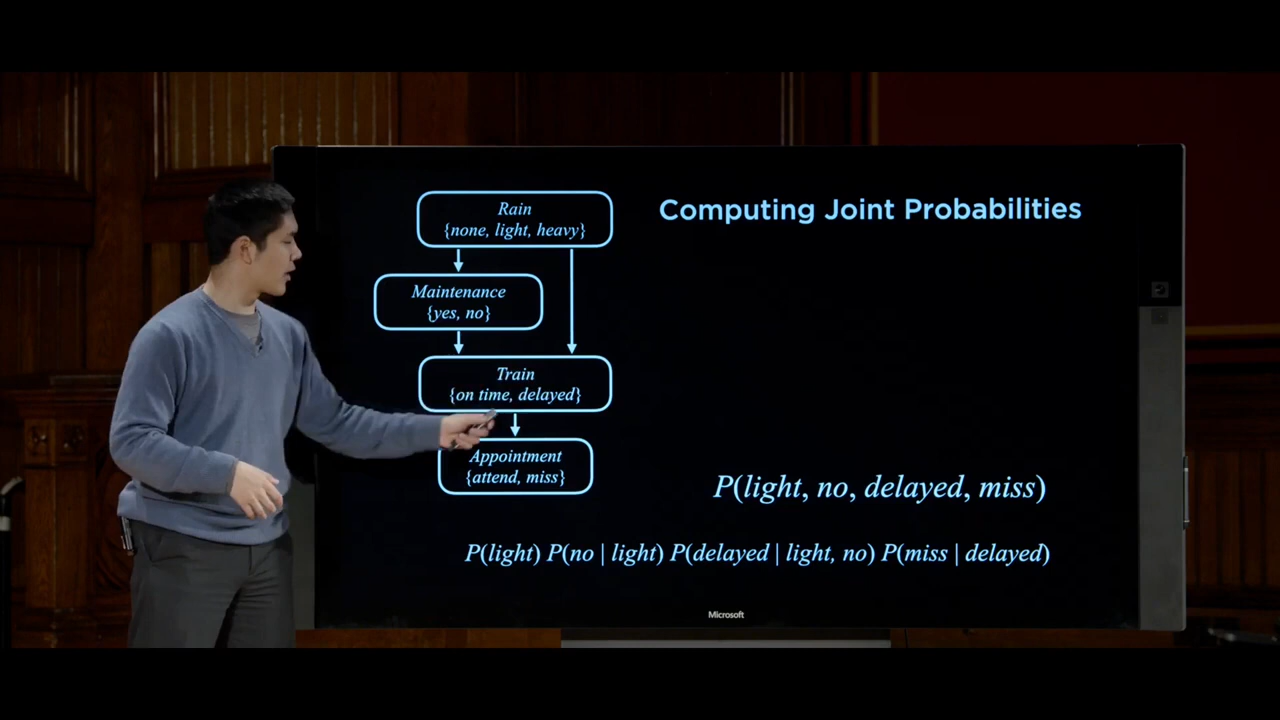 Computing Joint Probabilities
Rain
{none, light, heavy}
Maintenance
{yes, no}
Train
{on time, delayed}
Appointment
{attend, miss}
P(light, no, delayed, miss)
P(light) P(no | light) P(delayed | light, no) P(miss | delayed)
Microsoft